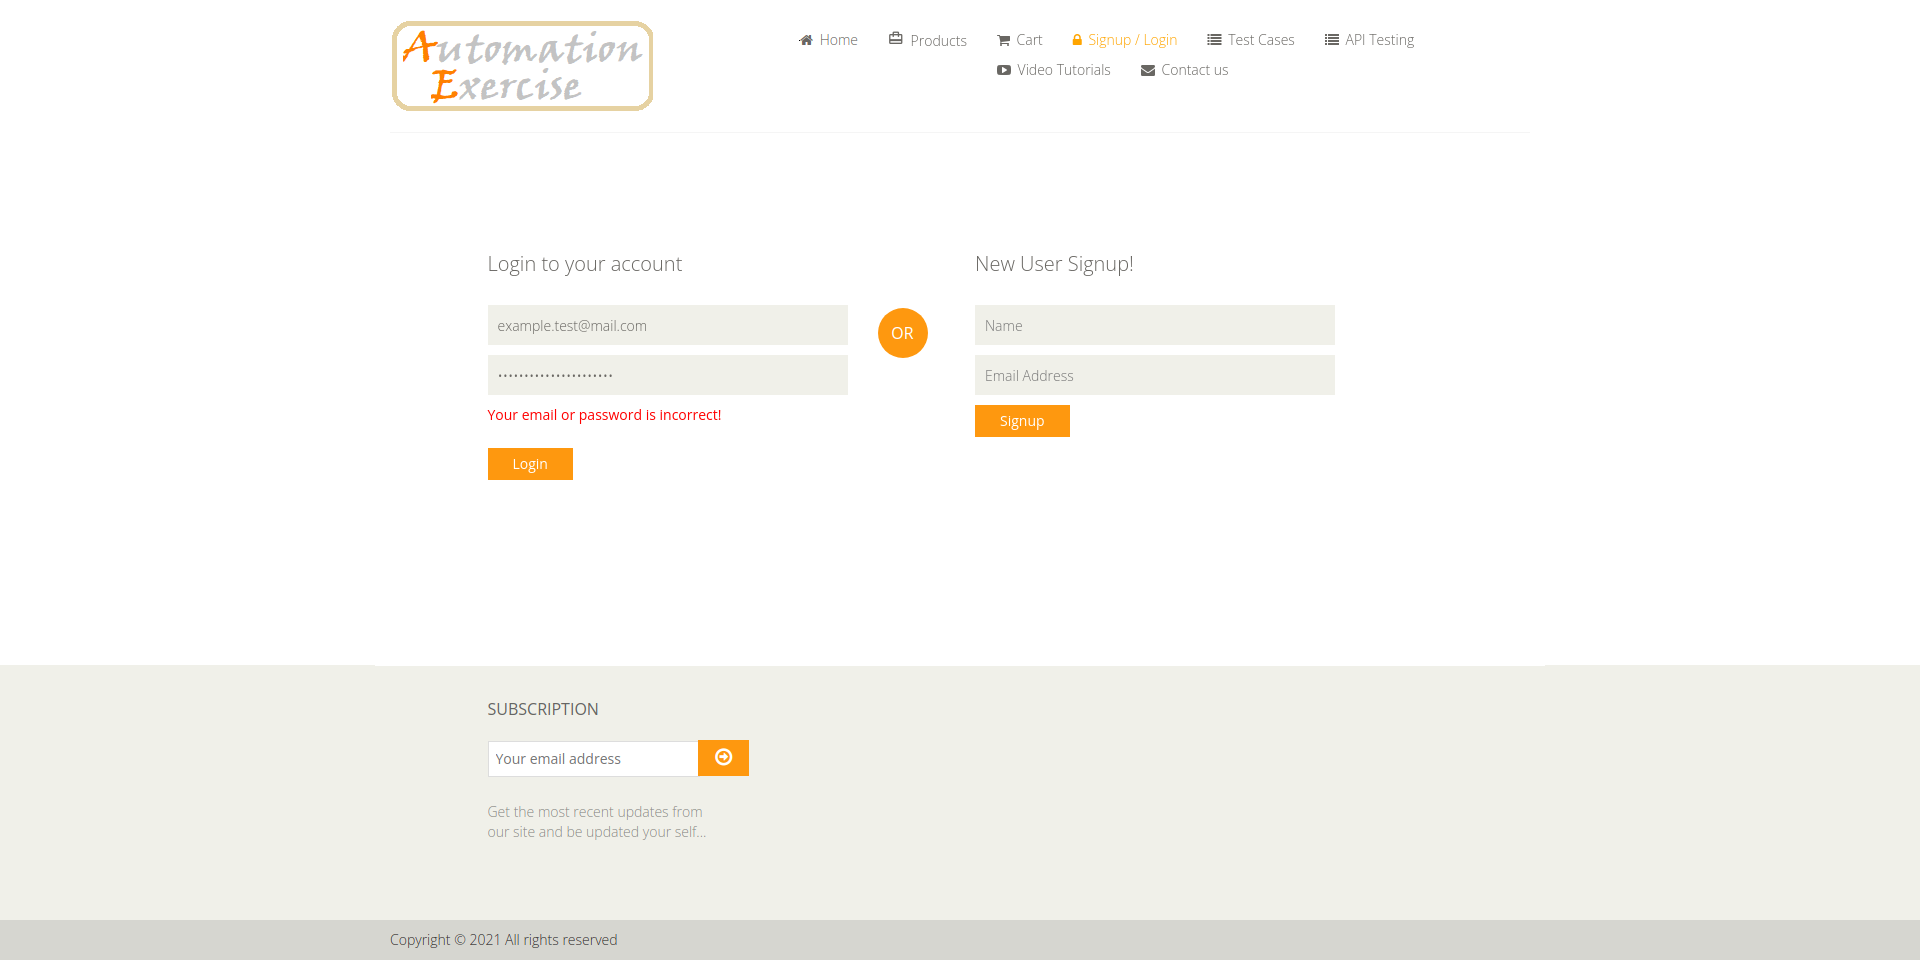 Automation
Exercise
Home
Products
Cart
Signup / Login
Test Cases
API Testing
Video Tutorials
Contact us
Login to your account
example.test@mail.com
••••••••••••••••••••••
Your email or password is incorrect!
Login
OR
New User Signup!
Name
Email Address
Signup
SUBSCRIPTION
Your email address
Get the most recent updates from
our site and be updated your self...
Copyright © 2021 All rights reserved